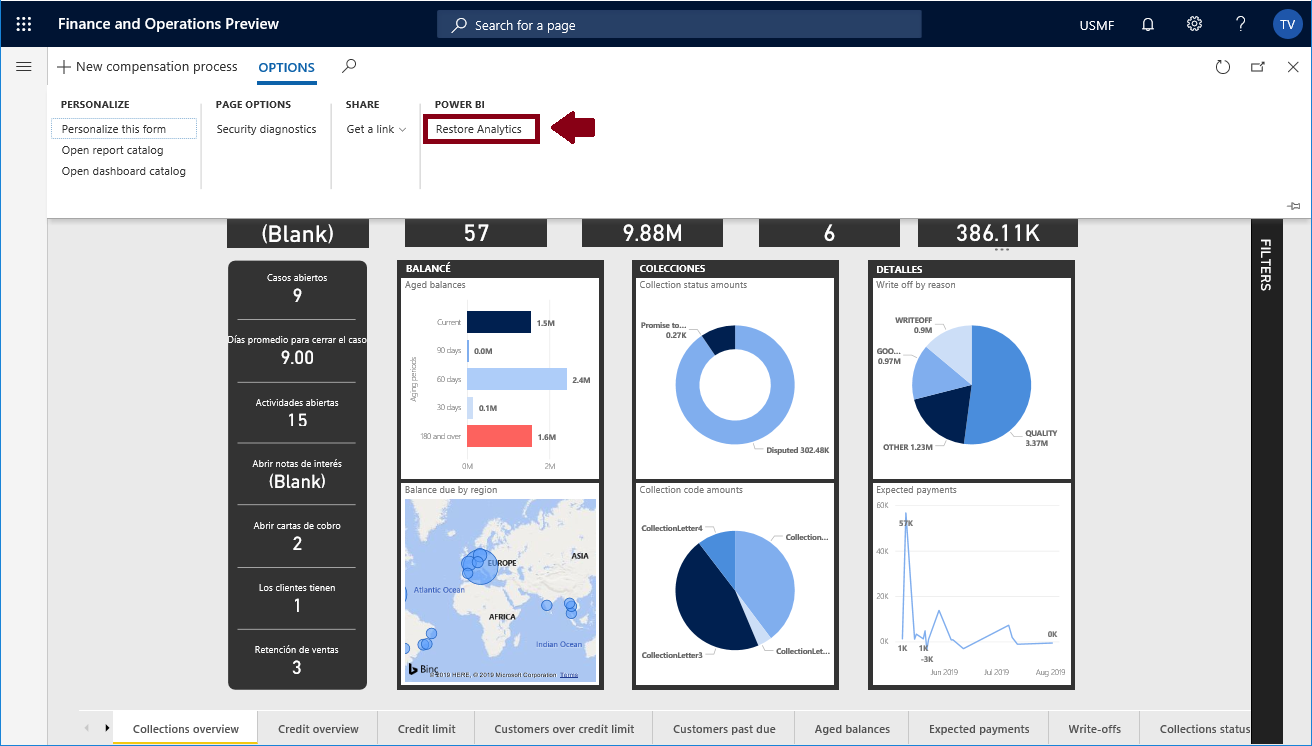 Finance and Operations Preview
Search for a page
USMF
?
TV
New compensation process
OPTIONS
PERSONALIZE
Personalize this form
Open report catalog
Open dashboard catalog
PAGE OPTIONS
Security diagnostics
SHARE
Get a link
POWER BI
Restore Analytics
(Blank)
57
9.88M
6
386.11K
FILTERS
Casos abiertos
9
Días promedio para cerrar el caso
9.00
Actividades abiertas
15
Abrir notas de interés
(Blank)
Abrir cartas de cobro
2
Los clientes tienen
1
Retención de ventas
3
BALANCÉ
Aged balances
Aging periods
Current
1.5M
90 days
0.0M
60 days
2.4M
30 days
0.1M
180 and over
1.6M
0M
2M
Balance due by region
EUROPE
ASIA
Atlantic Ocean
AFRICA
Indian Ocean
Bing
© 2019 HERE, © 2019 Microsoft Corporation Terms
COLECCIONES
Collection status amounts
Promise to...
0.27K
Disputed 302.48K
Collection code amounts
CollectionLetter4
Collection...
CollectionLetter3
CollectionLet...
DETALLES
Write off by reason
WRITEOFF
0.9M
GOO...
0.97M
OTHER 1.23M
QUALITY
3.37M
Expected payments
60K
57K
40K
20K
0K
1K
1K
-3K
0K
Jun 2019
Jul 2019
Aug 2019
Collections overview
Credit overview
Credit limit
Customers over credit limit
Customers past due
Aged balances
Expected payments
Write-offs
Collections status